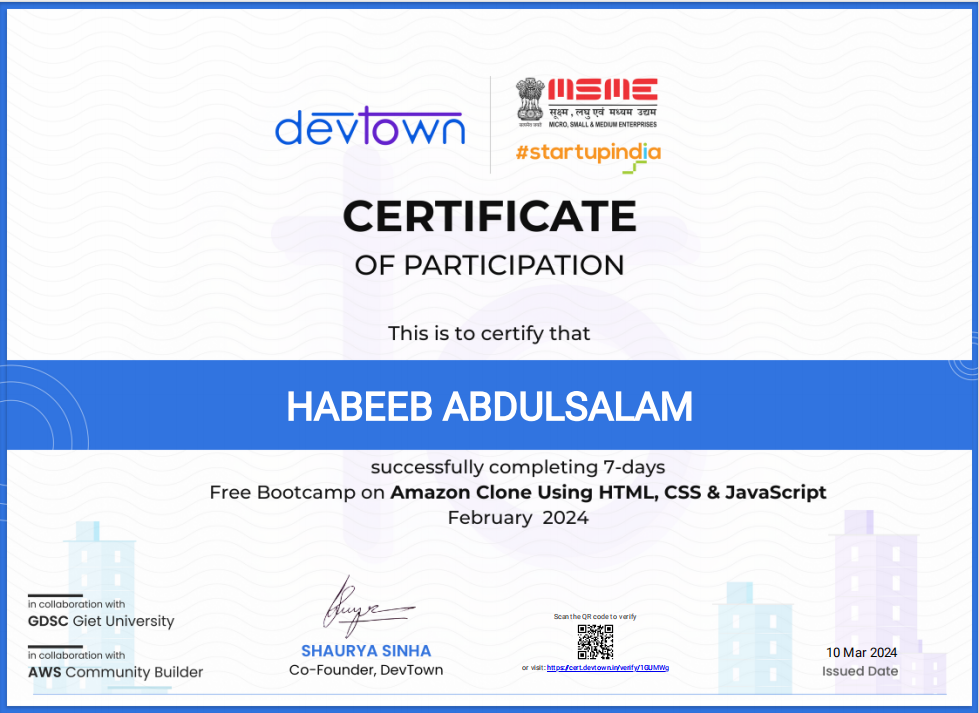 devtown
MSME
सूक्ष्म, लघु एवं मध्यम उद्यम
MICRO, SMALL & MEDIUM ENTERPRISES
#startupindia
CERTIFICATE
OF PARTICIPATION
This is to certify that
HABEEB ABDULSALAM
successfully completing 7-days
Free Bootcamp on Amazon Clone Using HTML, CSS & JavaScript
February 2024
in collaboration with
GDSC Giet University
in collaboration with
AWS Community Builder
SHAURYA SINHA
Co-Founder, DevTown
Scan the QR code to verify
or visit: https://cert.devtown.in/verify/1GUMWg
10 Mar 2024
Issued Date